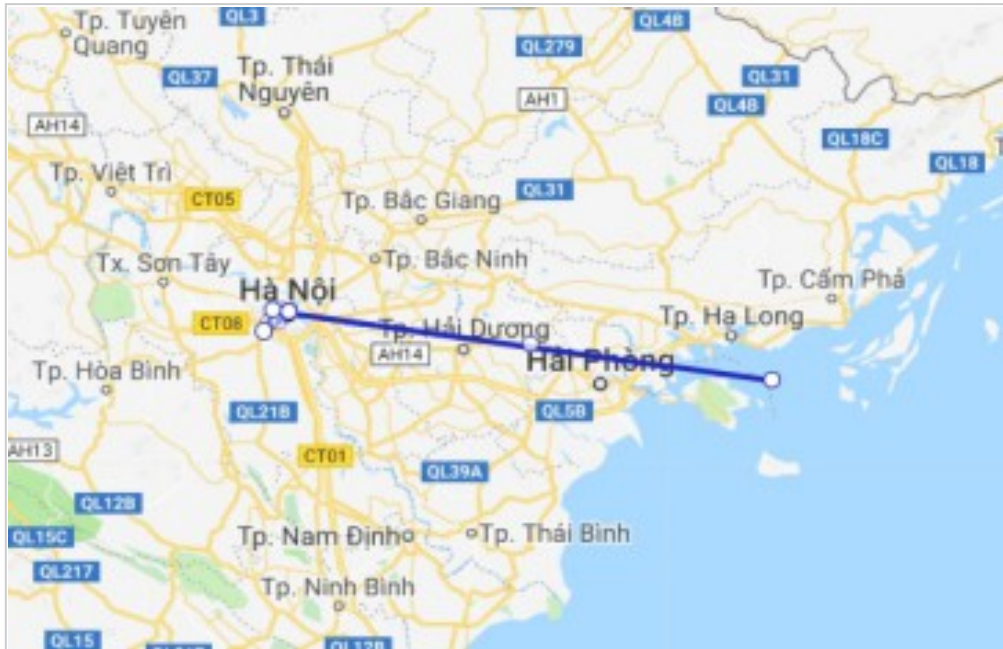 Tp. Tuyên
Quang
QL3
QL279
QL4B
QL37
Tp. Thái
Nguyên
QL31
QL4B
AH1
AH14
QL18C
QL18
Tp. Việt Trì
CT05
QL31
Tp. Bắc Giang
Tx. Sơn Tây
Tp. Bắc Ninh
Hà Nội
Tp. Cẩm Phả
CT08
Tp. Hải Dương
Tp. Hạ Long
AH14
Hải Phòng
Tp. Hòa Bình
QL21B
QL5B
AH13
CT01
QL39A
QL12B
QL15C
Tp. Nam Định
Tp. Thái Bình
QL217
Tp. Ninh Bình
QL15
QL12B